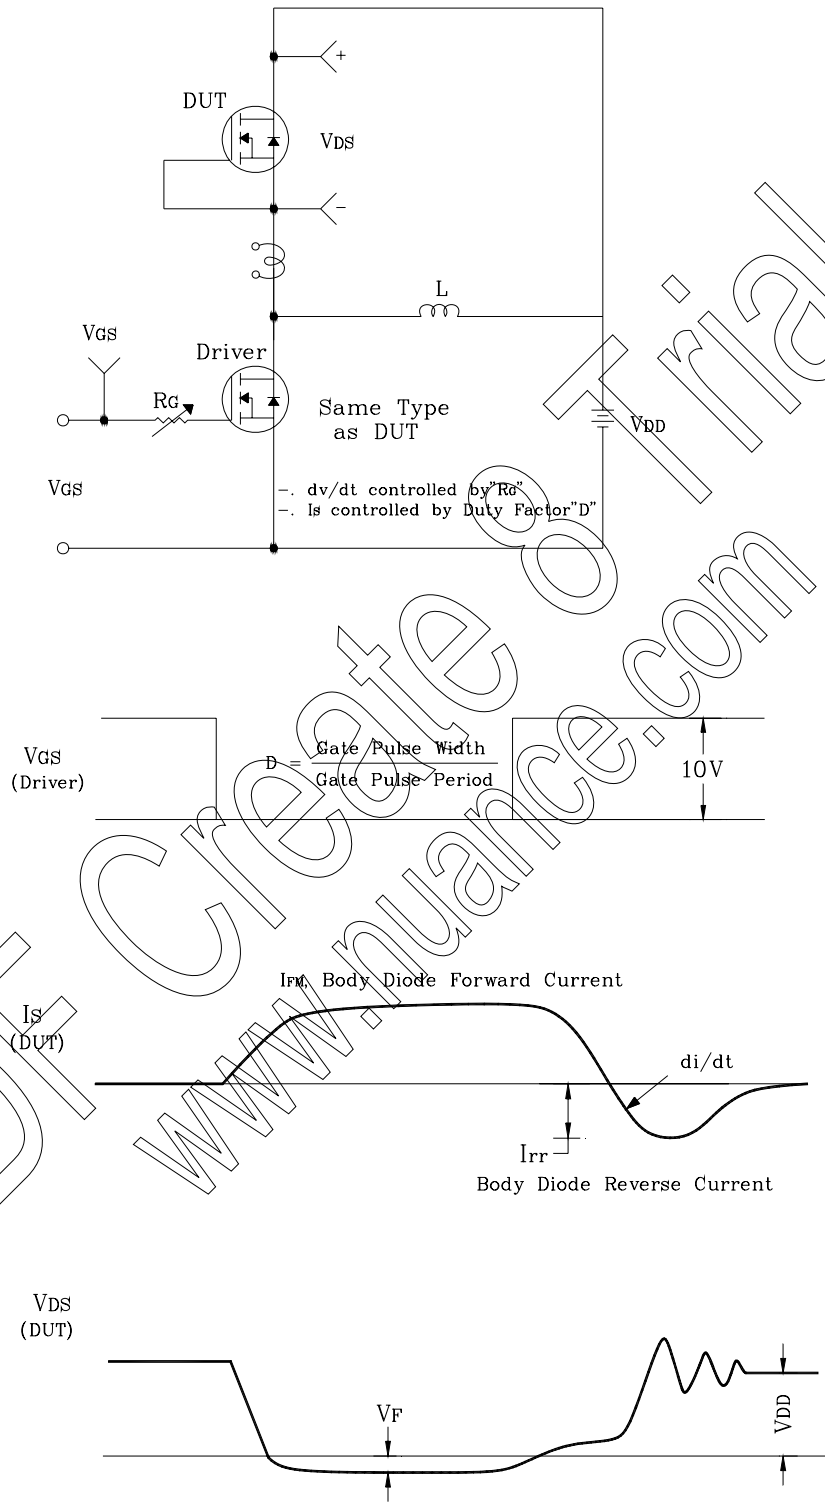 +
DUT
VDS
−
L
VGS
Driver
RG
Same Type
as DUT
VDD
VGS
−. dv/dt controlled by"RG"
−. Is controlled by Duty Factor"D"
VGS
(Driver)
D = Gate Pulse Width
Gate Pulse Period
10V
IFM, Body Diode Forward Current
IS
(DUT)
di/dt
Irr
Body Diode Reverse Current
VDS
(DUT)
VF
VDD
DF Create 8 Trial
www.nuance.com